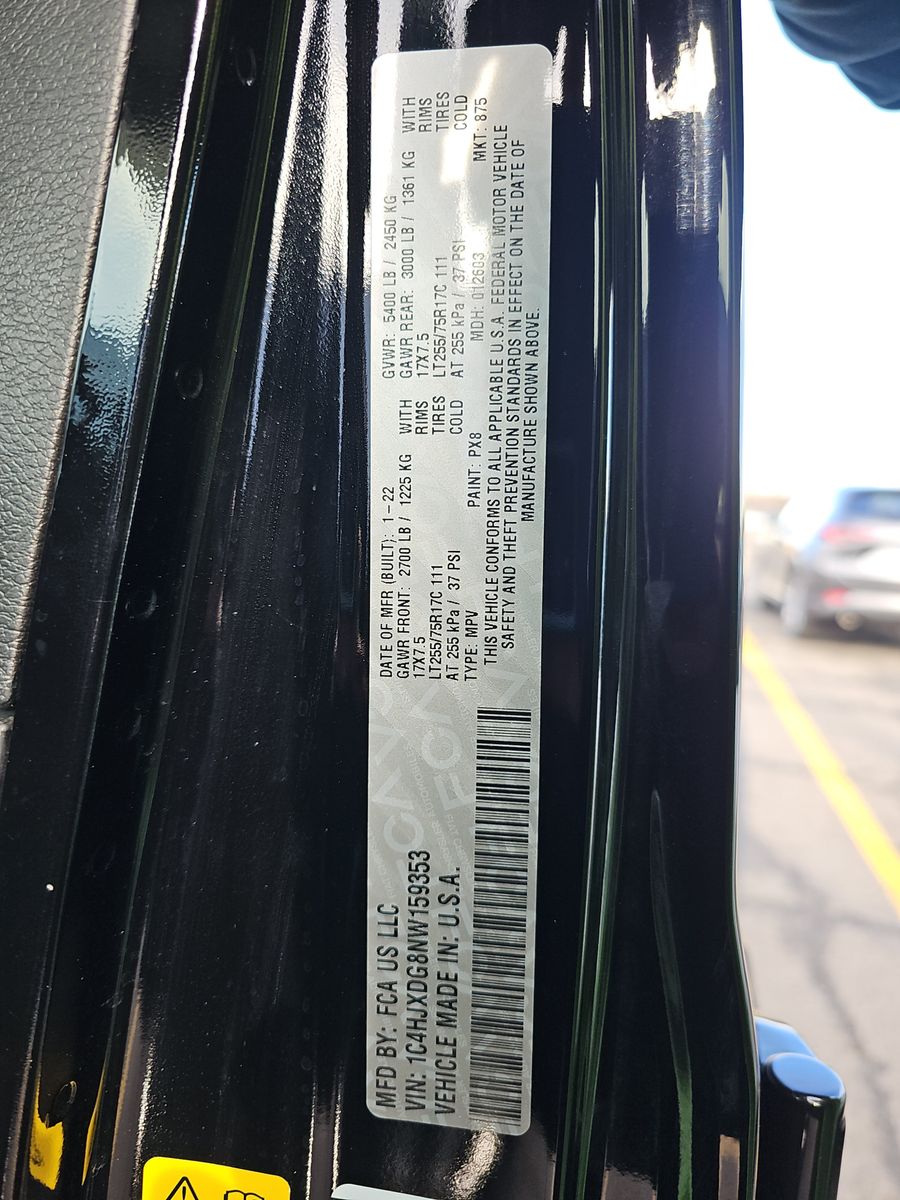 MFD BY: FCA US LLC
VIN: 1C4HJXDG8NW159353
VEHICLE MADE IN: U.S.A.
DATE OF MFR (BUILT): 1-22
GVWR: 5400 LB / 2450 KG
GAWR FRONT: 2700 LB / 1225 KG WITH
GAWR REAR: 3000 LB / 1361 KG WITH
17X7.5 RIMS
17X7.5 RIMS
LT255/75R17C 111 TIRES
LT255/75R17C 111 TIRES
AT 255 kPa / 37 PSI COLD
AT 255 kPa / 37 PSI COLD
TYPE: MPV PAINT: PX8 MDH: 012603 MKT: 875
THIS VEHICLE CONFORMS TO ALL APPLICABLE U.S.A. FEDERAL MOTOR VEHICLE
SAFETY AND THEFT PREVENTION STANDARDS IN EFFECT ON THE DATE OF
MANUFACTURE SHOWN ABOVE.